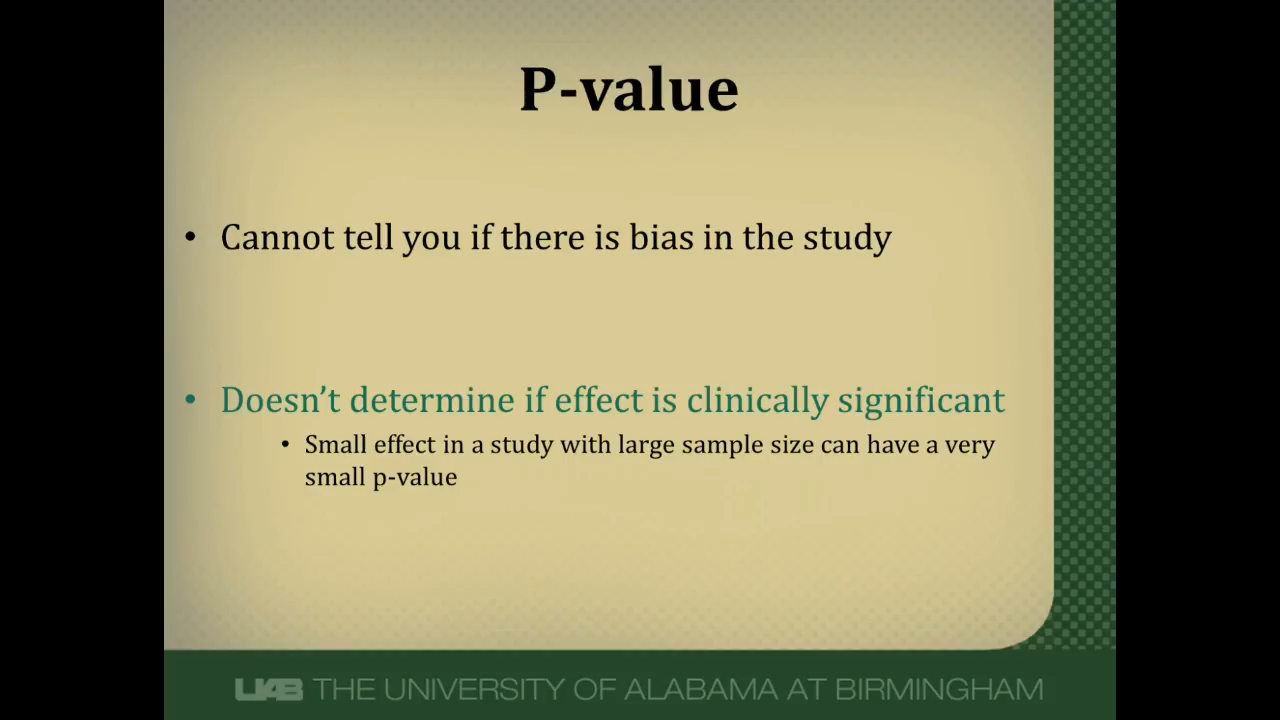 P-value
• Cannot tell you if there is bias in the study
• Doesn’t determine if effect is clinically significant
• Small effect in a study with large sample size can have a very
small p-value
UAB THE UNIVERSITY OF ALABAMA AT BIRMINGHAM